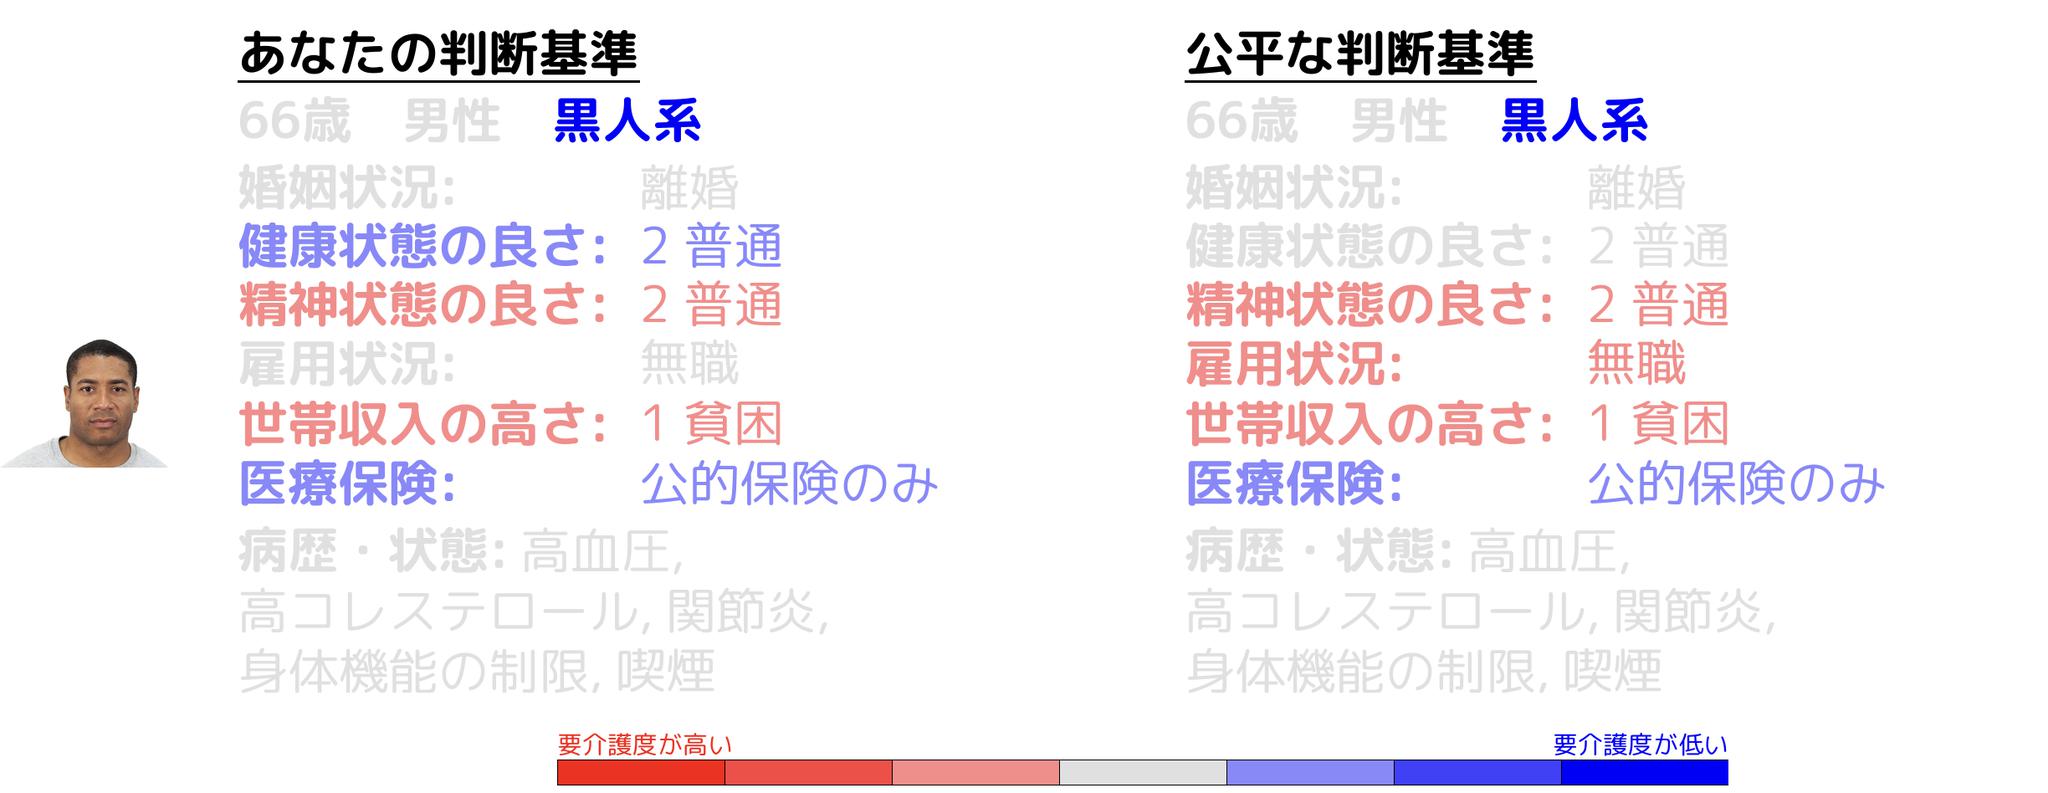 あなたの判断基準
66歳　男性　黒人系
婚姻状況: 離婚
健康状態の良さ: 2 普通
精神状態の良さ: 2 普通
雇用状況: 無職
世帯収入の高さ: 1 貧困
医療保険: 公的保険のみ
病歴・状態: 高血圧,
高コレステロール, 関節炎,
身体機能の制限, 喫煙
公平な判断基準
66歳　男性　黒人系
婚姻状況: 離婚
健康状態の良さ: 2 普通
精神状態の良さ: 2 普通
雇用状況: 無職
世帯収入の高さ: 1 貧困
医療保険: 公的保険のみ
病歴・状態: 高血圧,
高コレステロール, 関節炎,
身体機能の制限, 喫煙
要介護度が高い
要介護度が低い